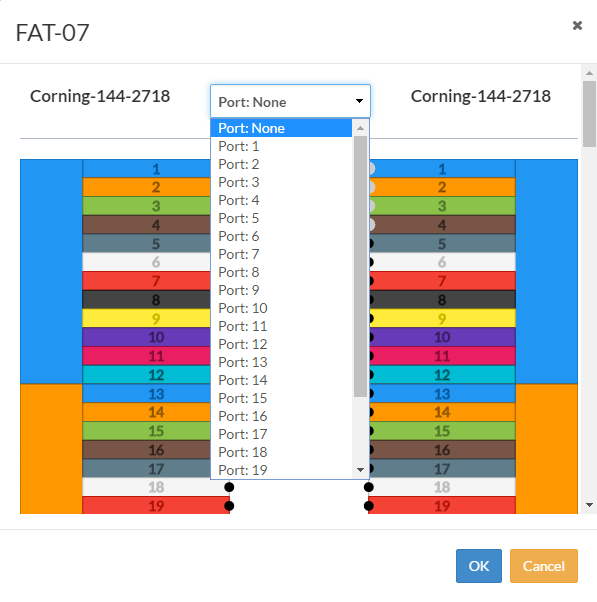 FAT-07
Corning-144-2718 Port: None Corning-144-2718
Port: None
1 Port: 1 1
2 Port: 2 2
3 Port: 3 3
4 Port: 4 4
5 Port: 5 5
6 Port: 6 6
7 Port: 7 7
8 Port: 8 8
9 Port: 9 9
10 Port: 10 10
11 Port: 11 11
12 Port: 12 12
13 Port: 13 13
14 Port: 14 14
15 Port: 15 15
16 Port: 16 16
17 Port: 17 17
18 Port: 18 18
19 Port: 19 19
OK Cancel